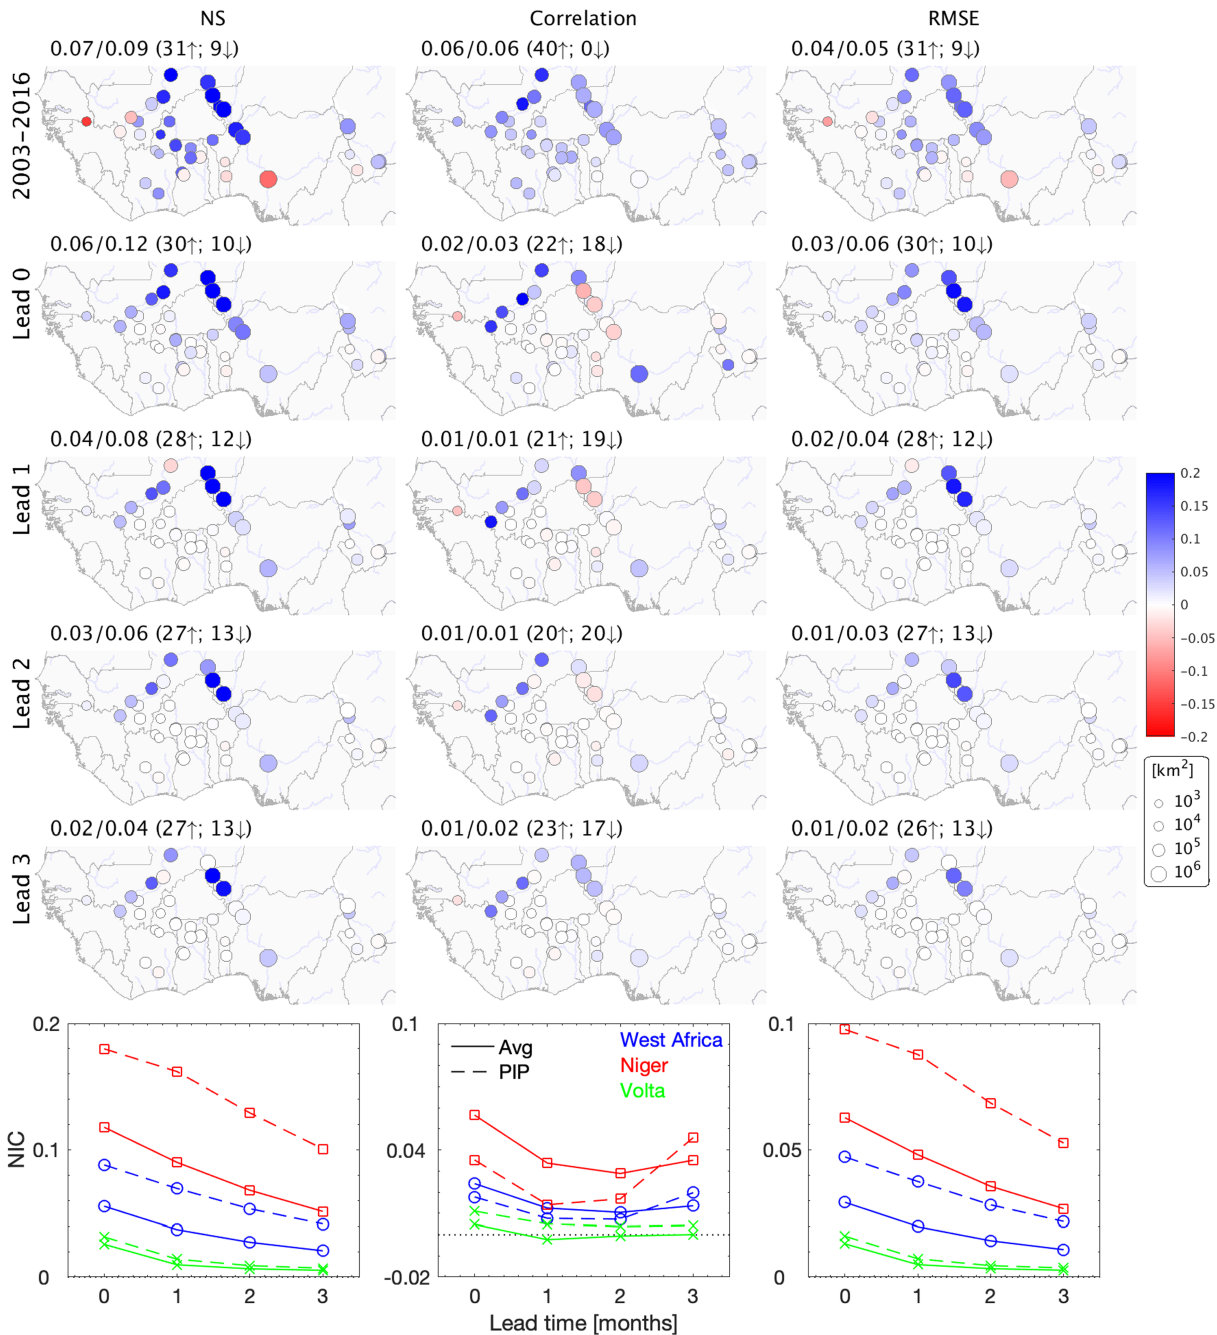 NS Correlation RMSE
0.07/0.09 (31↑; 9↓) 0.06/0.06 (40↑; 0↓) 0.04/0.05 (31↑; 9↓)
2003-2016
0.06/0.12 (30↑; 10↓) 0.02/0.03 (22↑; 18↓) 0.03/0.06 (30↑; 10↓)
Lead 0
0.04/0.08 (28↑; 12↓) 0.01/0.01 (21↑; 19↓) 0.02/0.04 (28↑; 12↓)
Lead 1
0.03/0.06 (27↑; 13↓) 0.01/0.01 (20↑; 20↓) 0.01/0.03 (27↑; 13↓)
Lead 2
0.02/0.04 (27↑; 13↓) 0.01/0.02 (23↑; 17↓) 0.01/0.02 (26↑; 13↓)
Lead 3
0.2
0.15
0.1
0.05
0
-0.05
-0.1
-0.15
-0.2
[km²]
10³
10⁴
10⁵
10⁶
NIC
0.2
0.1
0
0 1 2 3
0.1
0.04
-0.02
Avg
PIP
West Africa
Niger
Volta
0 1 2 3
Lead time [months]
0.1
0.05
0
0 1 2 3